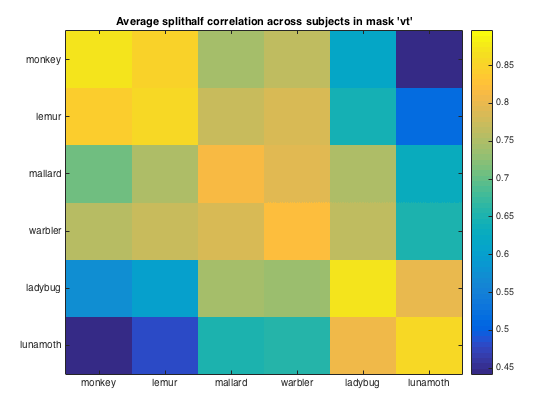 Average splithalf correlation across subjects in mask 'vt'
monkey
lemur
mallard
warbler
ladybug
lunamoth
monkey lemur mallard warbler ladybug lunamoth
0.85
0.8
0.75
0.7
0.65
0.6
0.55
0.5
0.45